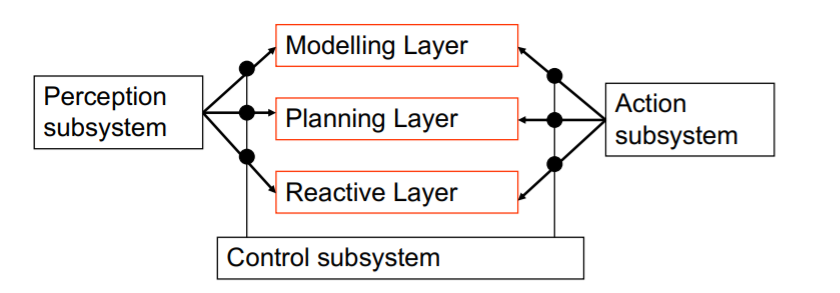 Modelling Layer
Perception
subsystem
Planning Layer
Action
subsystem
Reactive Layer
Control subsystem